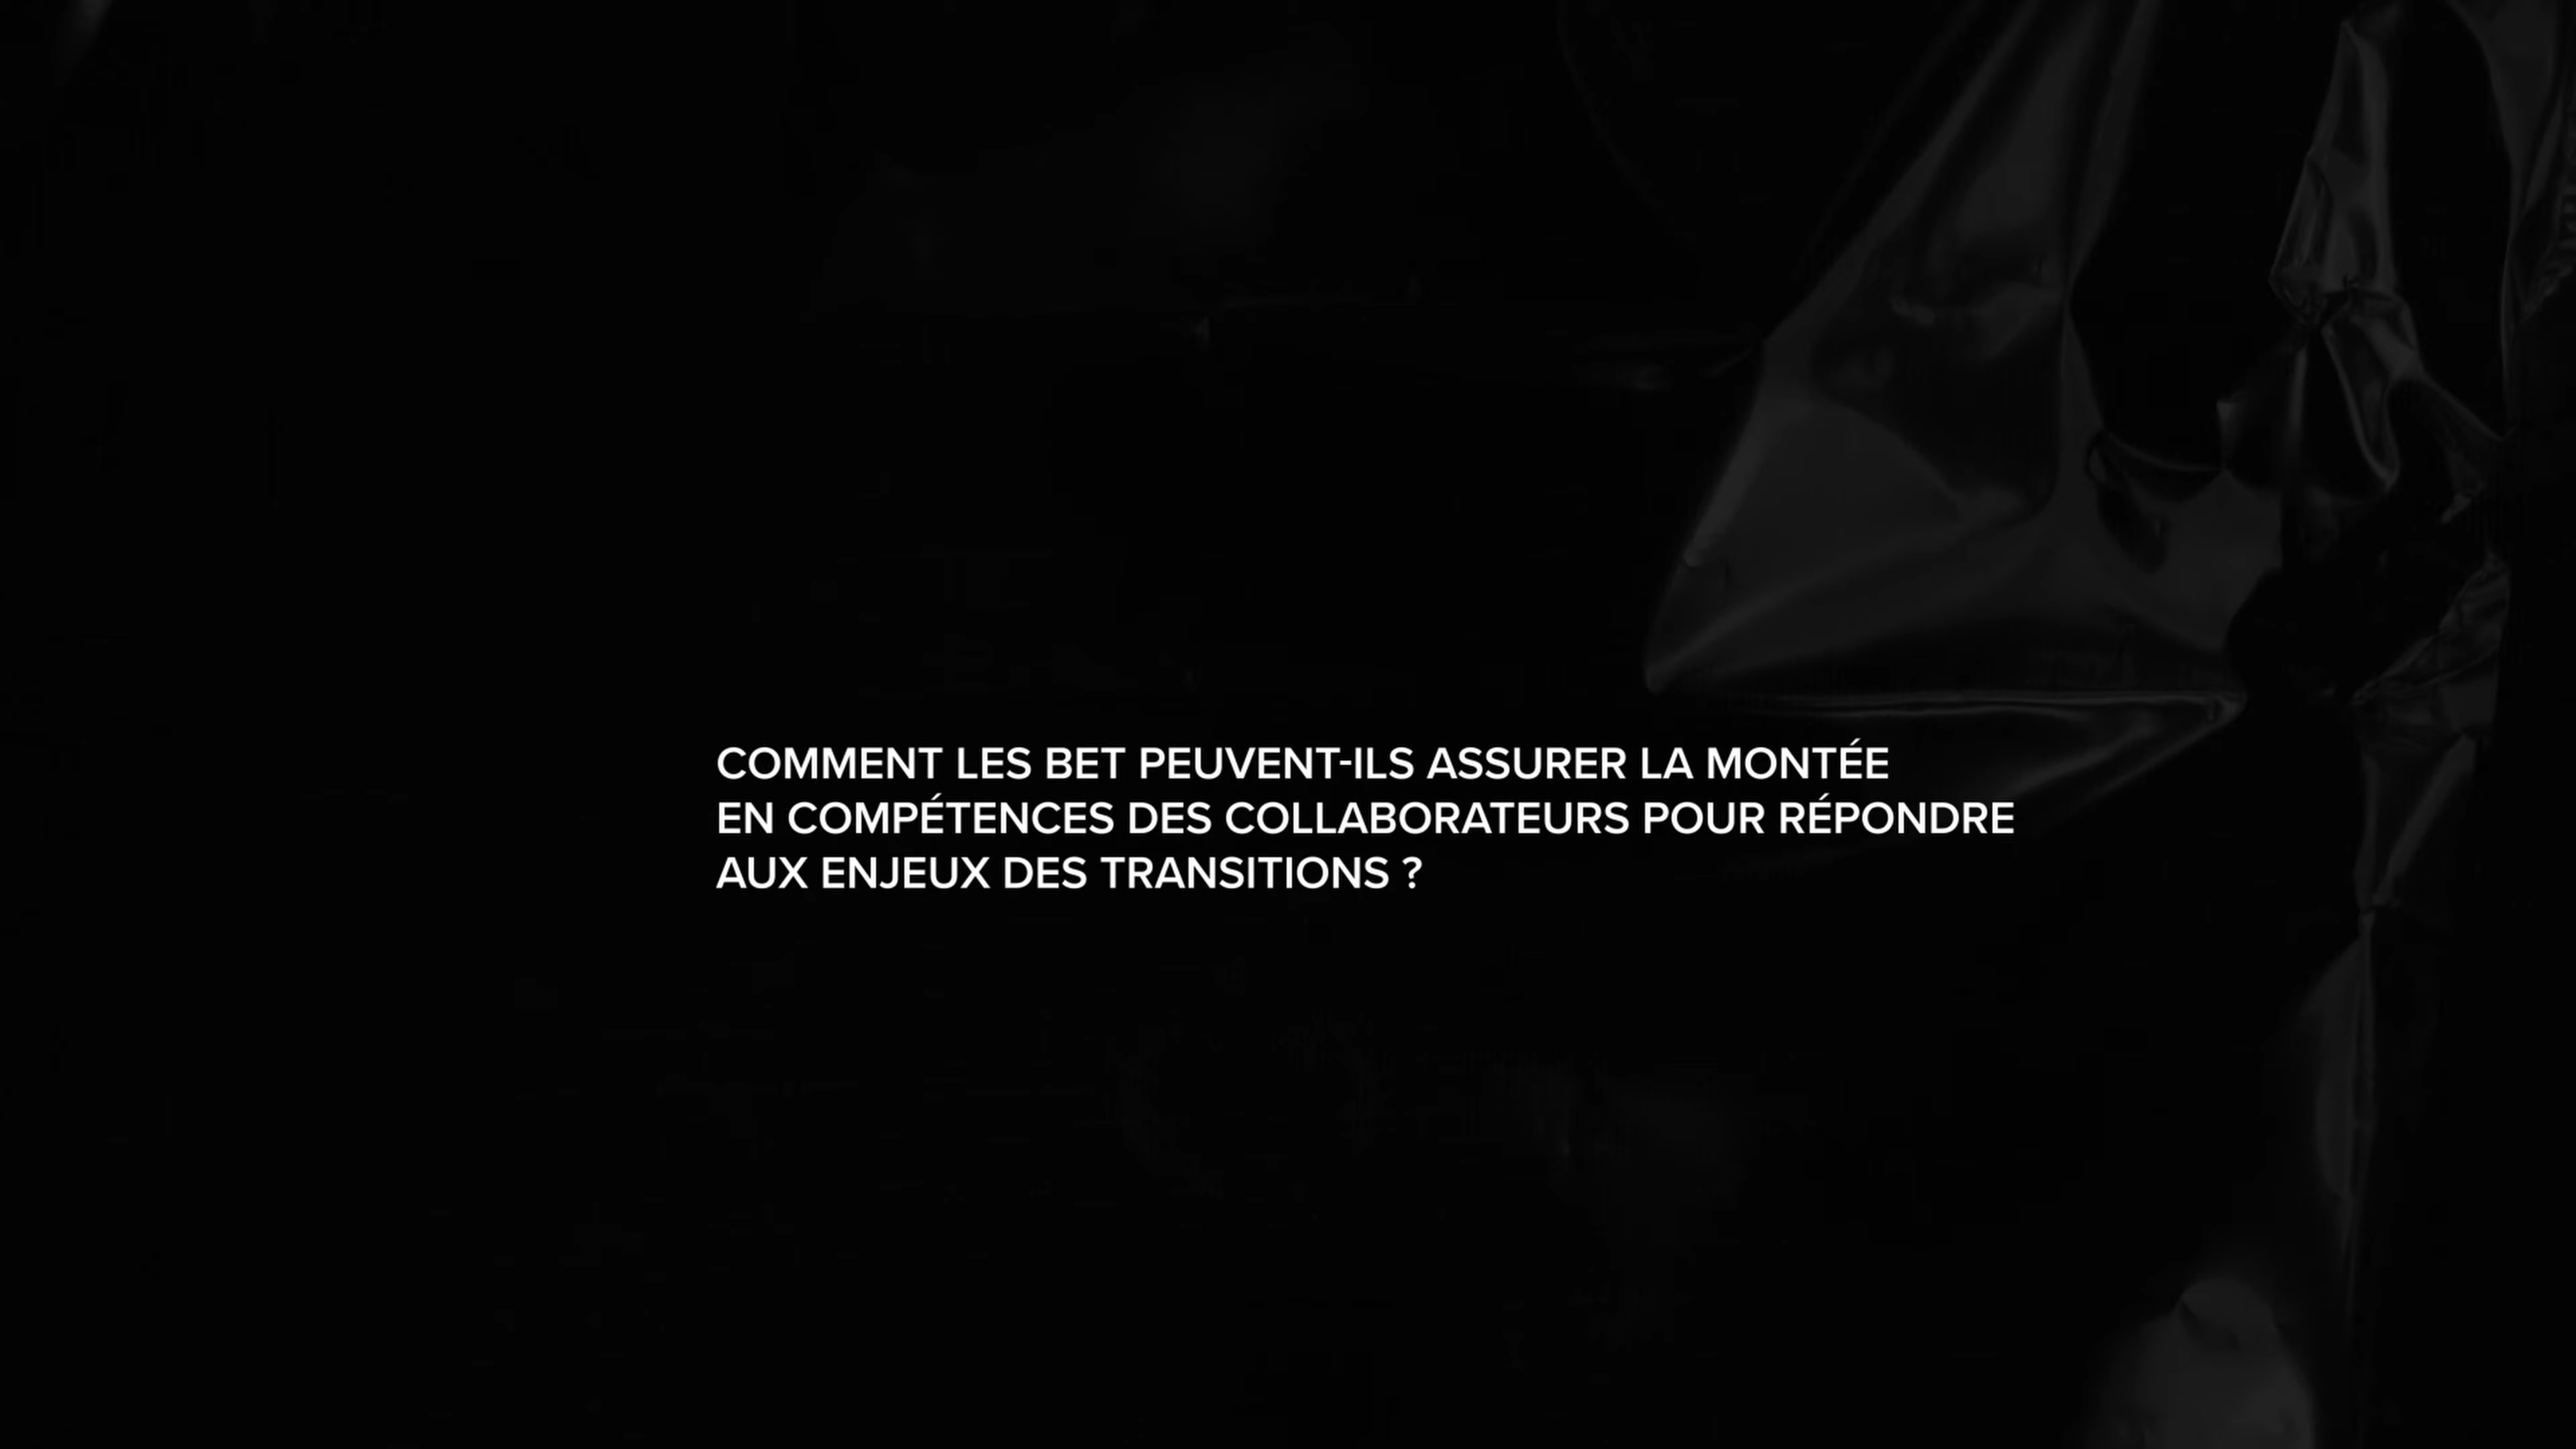 COMMENT LES BET PEUVENT-ILS ASSURER LA MONTÉE
EN COMPÉTENCES DES COLLABORATEURS POUR RÉPONDRE
AUX ENJEUX DES TRANSITIONS ?